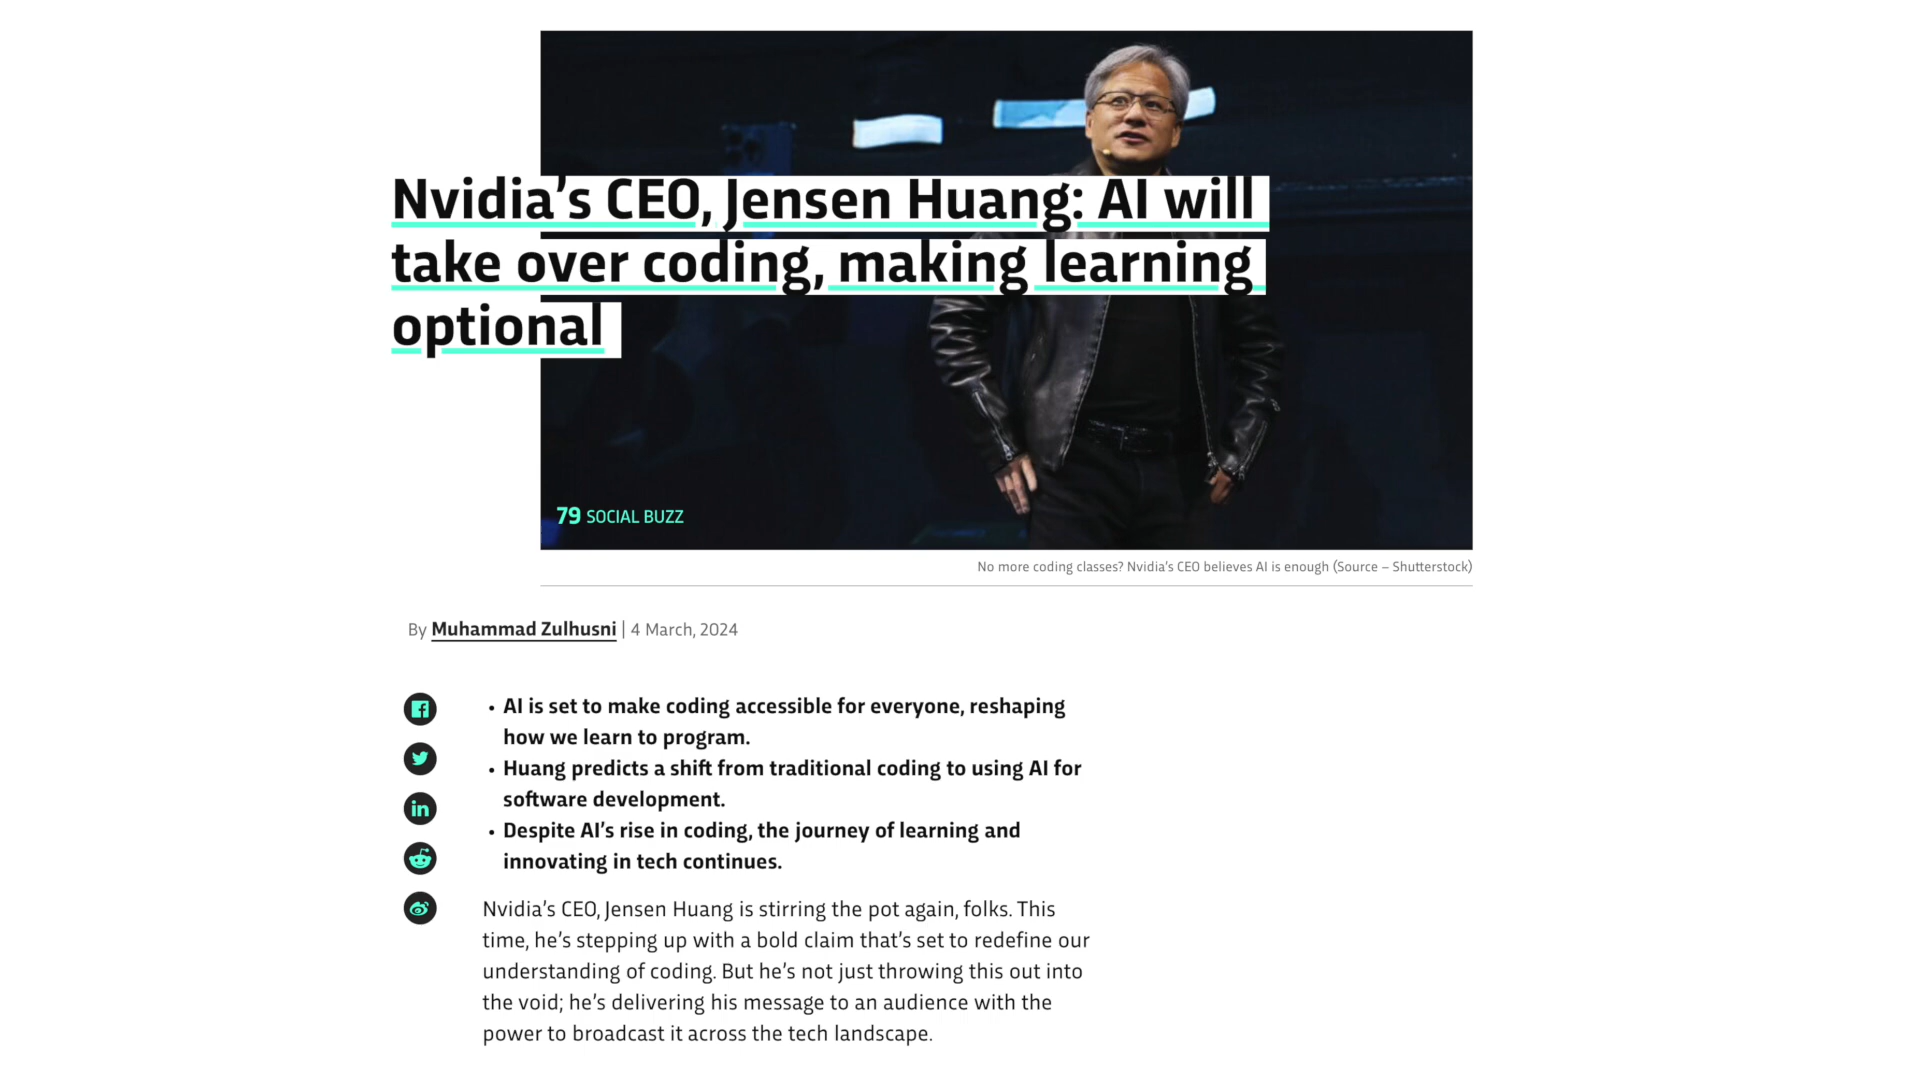 Nvidia’s CEO, Jensen Huang: AI will
take over coding, making learning
optional
79 SOCIAL BUZZ
No more coding classes? Nvidia’s CEO believes AI is enough (Source – Shutterstock)
By Muhammad Zulhusni | 4 March, 2024
• AI is set to make coding accessible for everyone, reshaping
how we learn to program.
• Huang predicts a shift from traditional coding to using AI for
software development.
• Despite AI’s rise in coding, the journey of learning and
innovating in tech continues.
Nvidia’s CEO, Jensen Huang is stirring the pot again, folks. This
time, he’s stepping up with a bold claim that’s set to redefine our
understanding of coding. But he’s not just throwing this out into
the void; he’s delivering his message to an audience with the
power to broadcast it across the tech landscape.